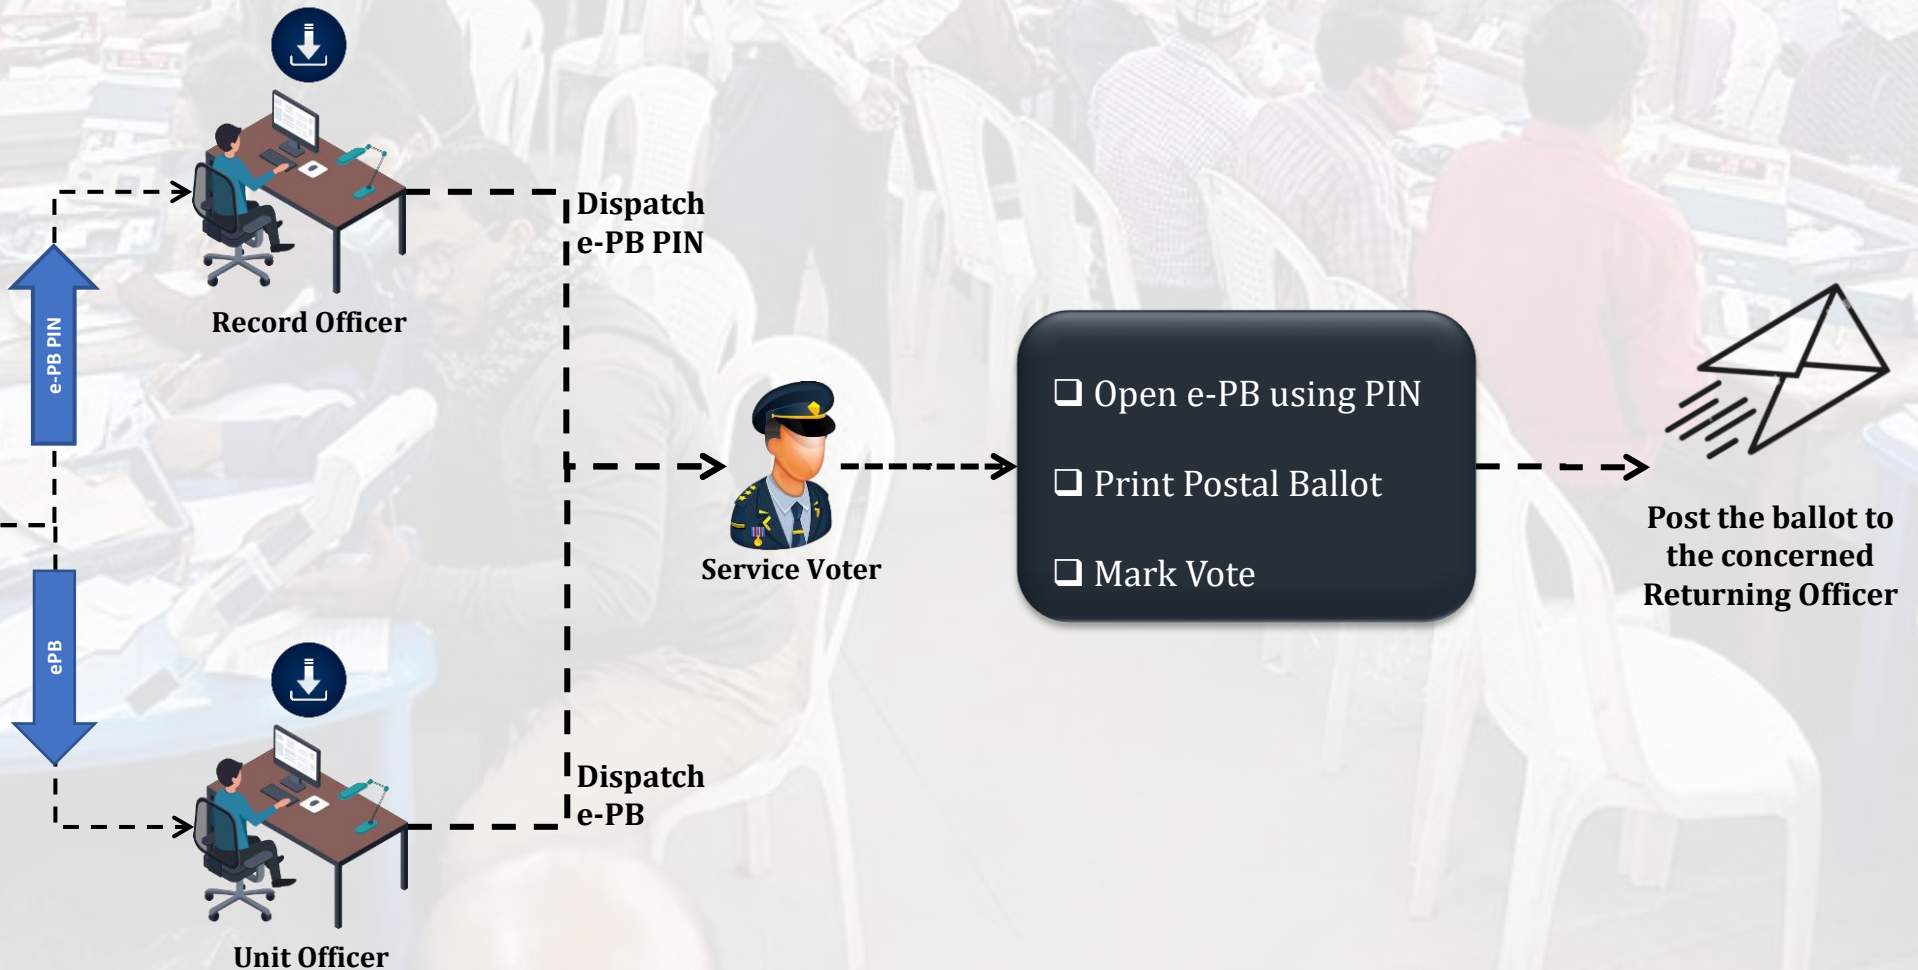 Dispatch
e-PB PIN
Record Officer
e-PB PIN
❑ Open e-PB using PIN
❑ Print Postal Ballot
❑ Mark Vote
Service Voter
Post the ballot to
the concerned
Returning Officer
ePB
Dispatch
e-PB
Unit Officer